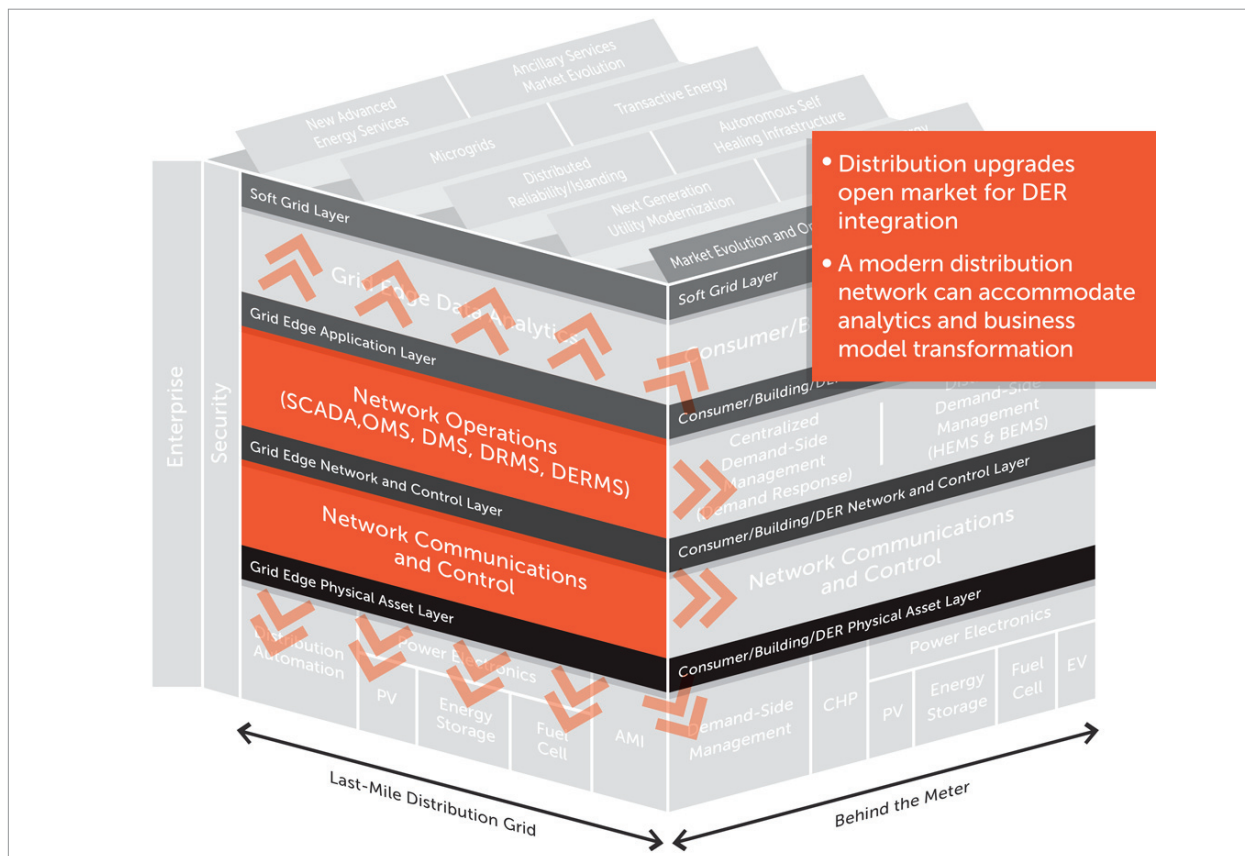 New Advanced
Energy Services
Ancillary Services
Market Evolution
Microgrids
Transactive Energy
Distributed
Reliability/Islanding
Autonomous Self
Healing Infrastructure
Next Generation
Utility Modernization
Market Evolution and
• Distribution upgrades
open market for DER
integration
• A modern distribution
network can accommodate
analytics and business
model transformation
Enterprise
Security
Soft Grid Layer
Grid Edge Data Analytics
Grid Edge Application Layer
Network Operations
(SCADA,OMS, DMS, DRMS, DERMS)
Grid Edge Network and Control Layer
Network Communications
and Control
Grid Edge Physical Asset Layer
Distribution
Automation
Power Electronics
PV
Energy
Storage
Fuel
Cell
AMI
Soft Grid Layer
Consumer/
Consumer/Building/DER
Centralized
Demand-Side
Management
(Demand Response)
Demand-Side
Management
(HEMS & BEMS)
Consumer/Building/DER Network and Control Layer
Network Communications
and Control
Consumer/Building/DER Physical Asset Layer
Demand-Side
Management
CHP
Power Electronics
PV
Energy
Storage
Fuel
Cell
EV
Last-Mile Distribution Grid
Behind the Meter